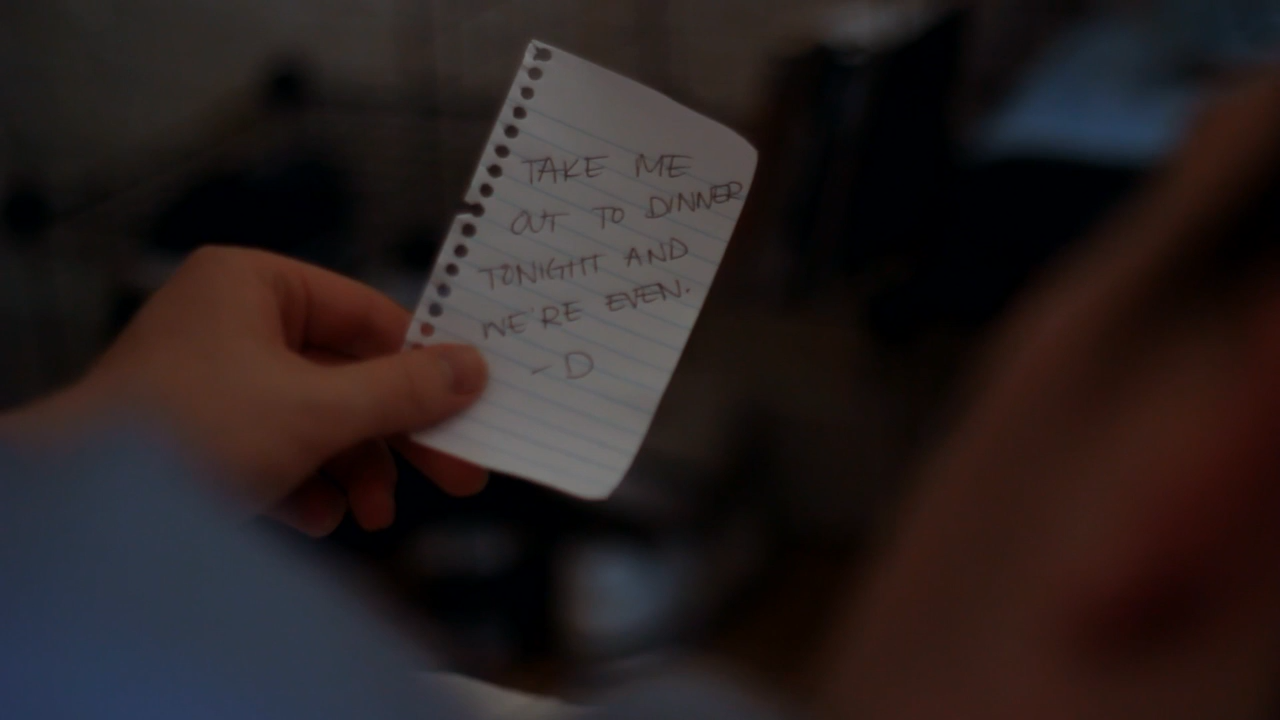 TAKE ME
OUT TO DINNER
TONIGHT AND
WE'RE EVEN.
- D